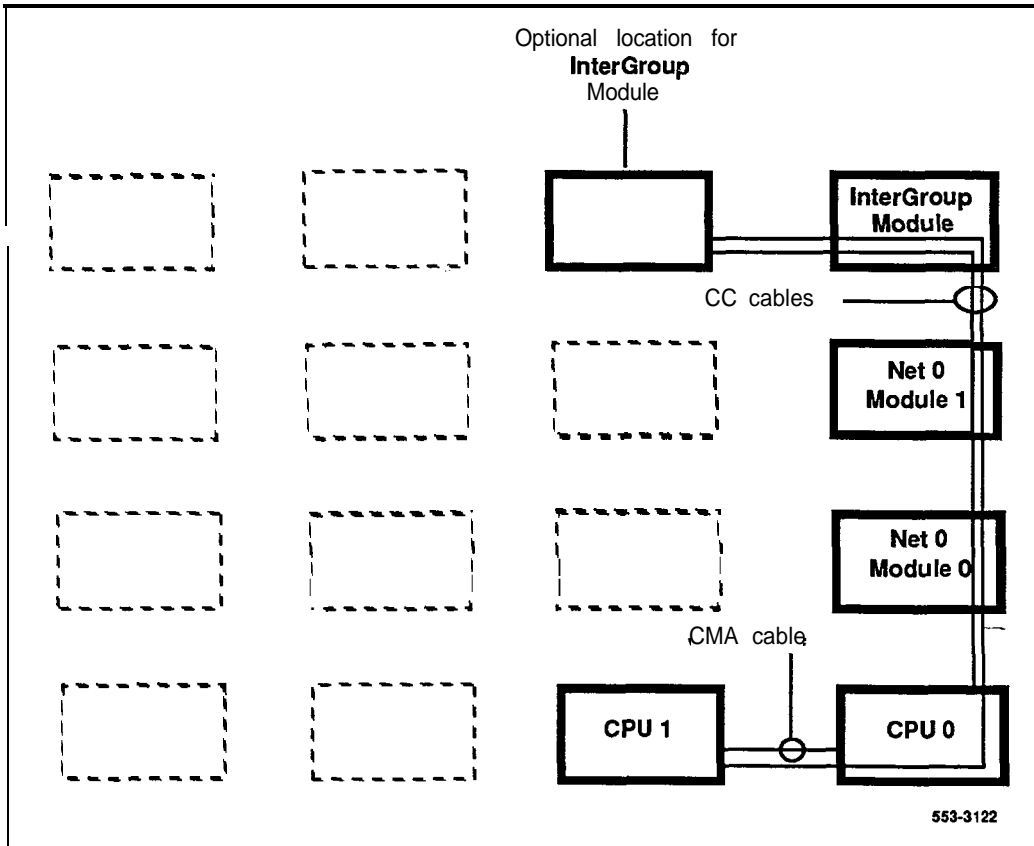 Optional location for
InterGroup
Module
InterGroup
Module
CC cables
Net 0
Module 1
Net 0
Module 0
CMA cable
CPU 1
CPU 0
553-3122